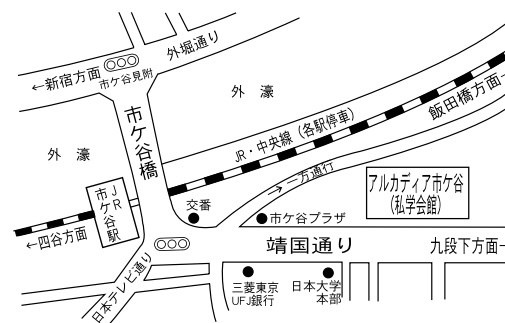 外堀通り
←新宿方面
市ケ谷見附
外 濠
飯田橋方面→
市ケ谷橋
JR・中央線（各駅停車）
外 濠
→一方通行
アルカディア市ケ谷
（私学会館）
JR
市ケ谷駅
交番
市ケ谷プラザ
←四谷方面
靖国通り
九段下方面→
日本テレビ通り
三菱東京
UFJ銀行
日本大学
本部